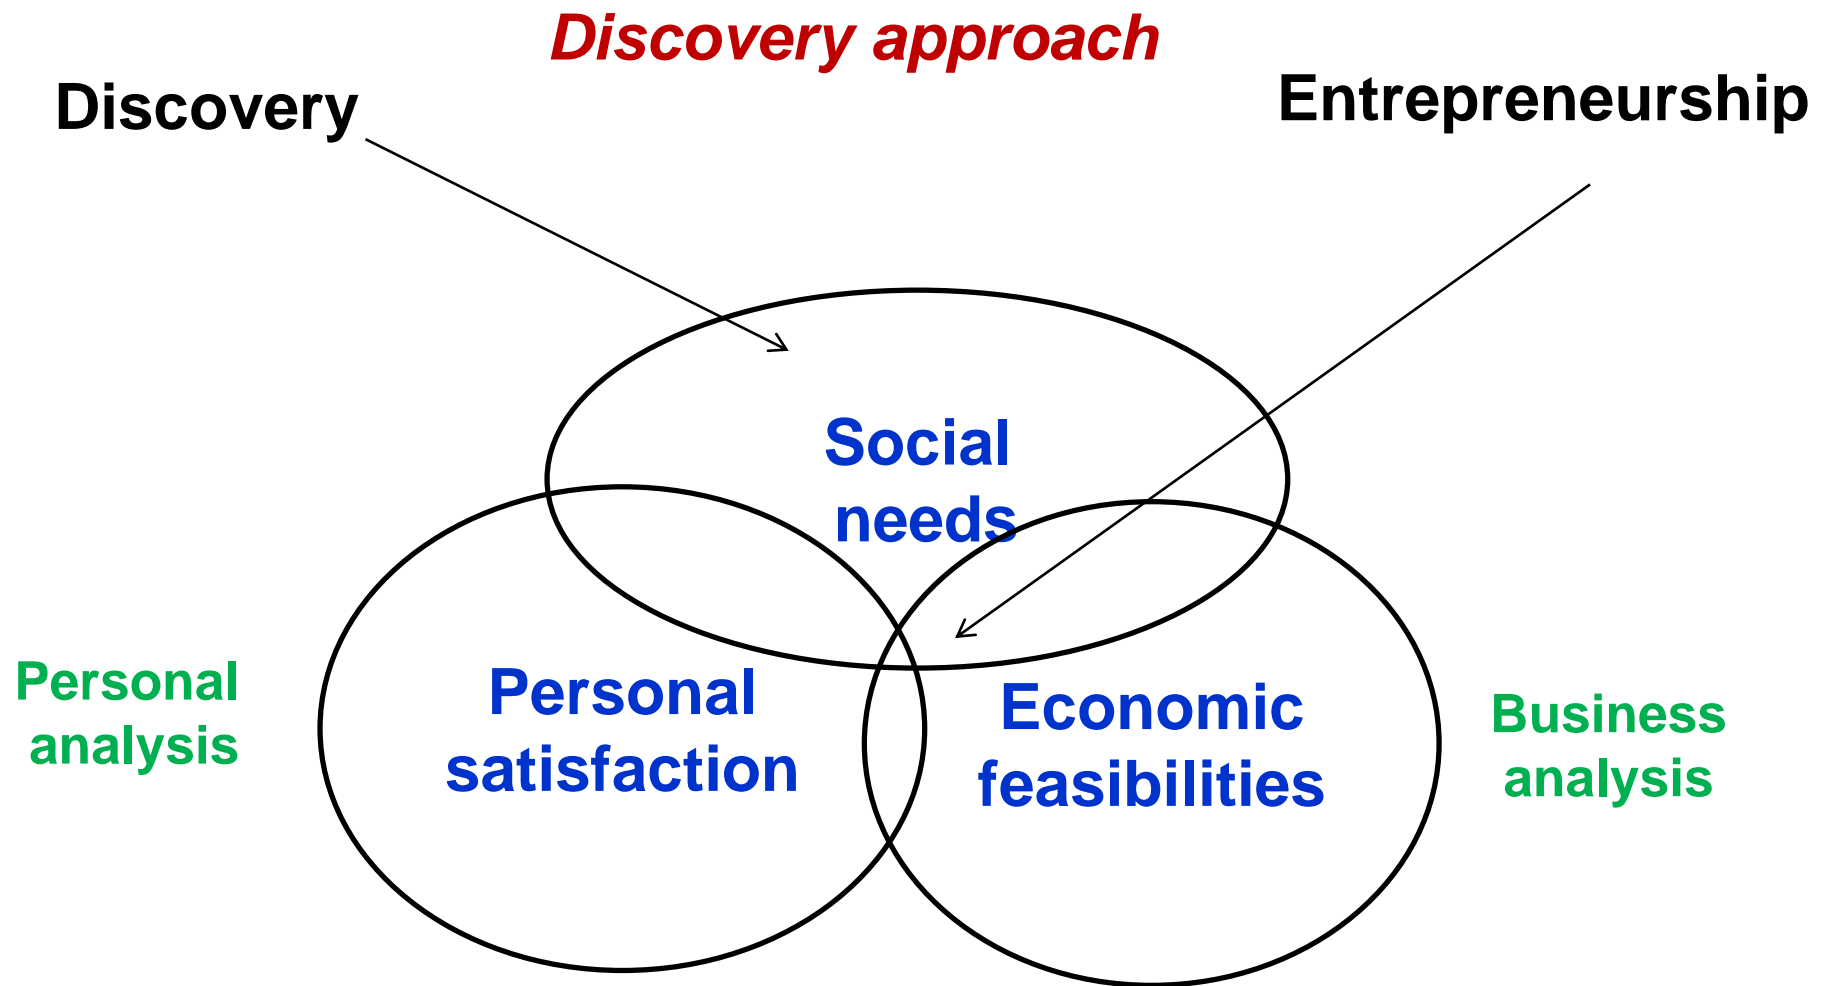 Discovery approach
Discovery
Entrepreneurship
Social
needs
Personal
analysis
Personal
satisfaction
Economic
feasibilities
Business
analysis